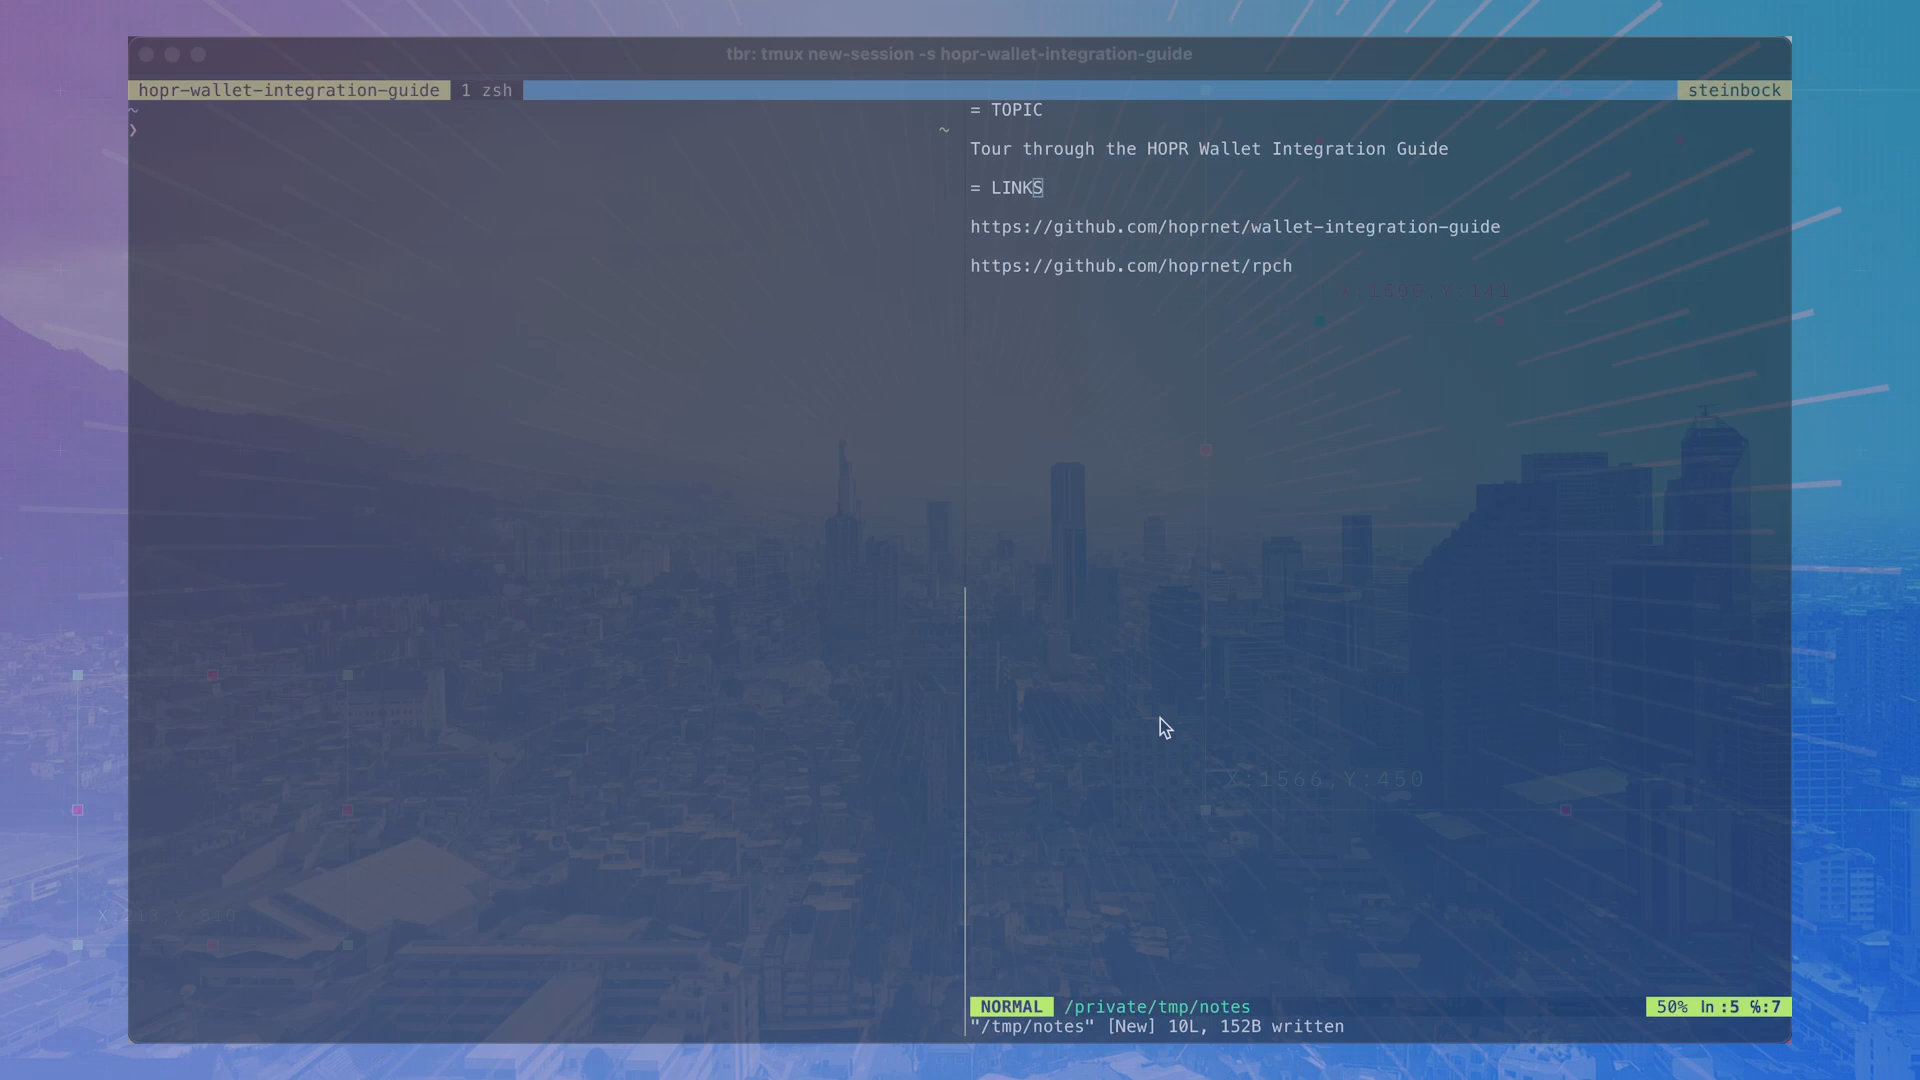 tbr: tmux new-session -s hopr-wallet-integration-guide
hopr-wallet-integration-guide 1 zsh steinbock
~
❯
~
= TOPIC
Tour through the HOPR Wallet Integration Guide
= LINKS
https://github.com/hoprnet/wallet-integration-guide
https://github.com/hoprnet/rpch
X:1566,Y:450
NORMAL /private/tmp/notes 50% ln :5 %:7
"/tmp/notes" [New] 10L, 152B written